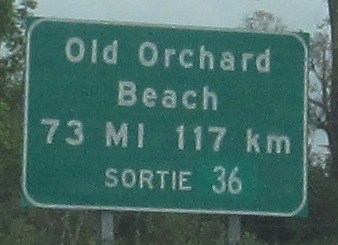 Old Orchard
Beach
73 MI 117 km
SORTIE 36